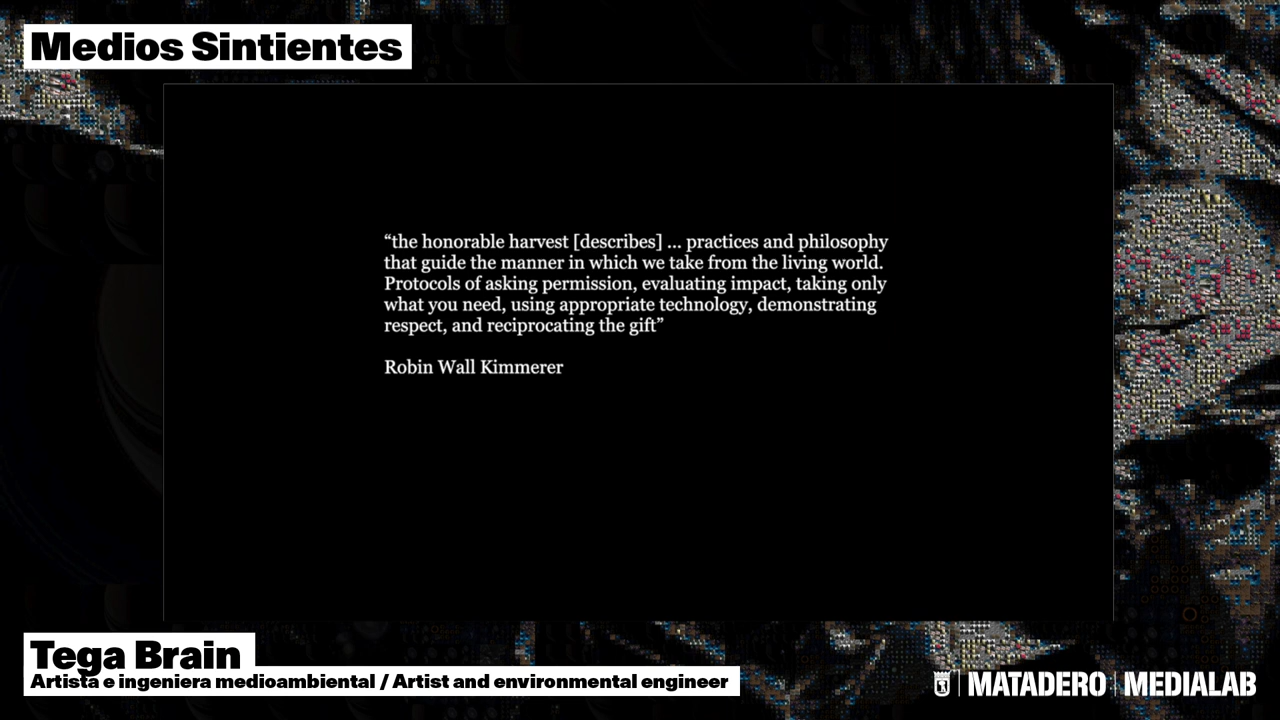 Medios Sintientes
“the honorable harvest [describes] ... practices and philosophy
that guide the manner in which we take from the living world.
Protocols of asking permission, evaluating impact, taking only
what you need, using appropriate technology, demonstrating
respect, and reciprocating the gift”
Robin Wall Kimmerer
Tega Brain
Artista e ingeniera medioambiental / Artist and environmental engineer
MATADERO MEDIALAB